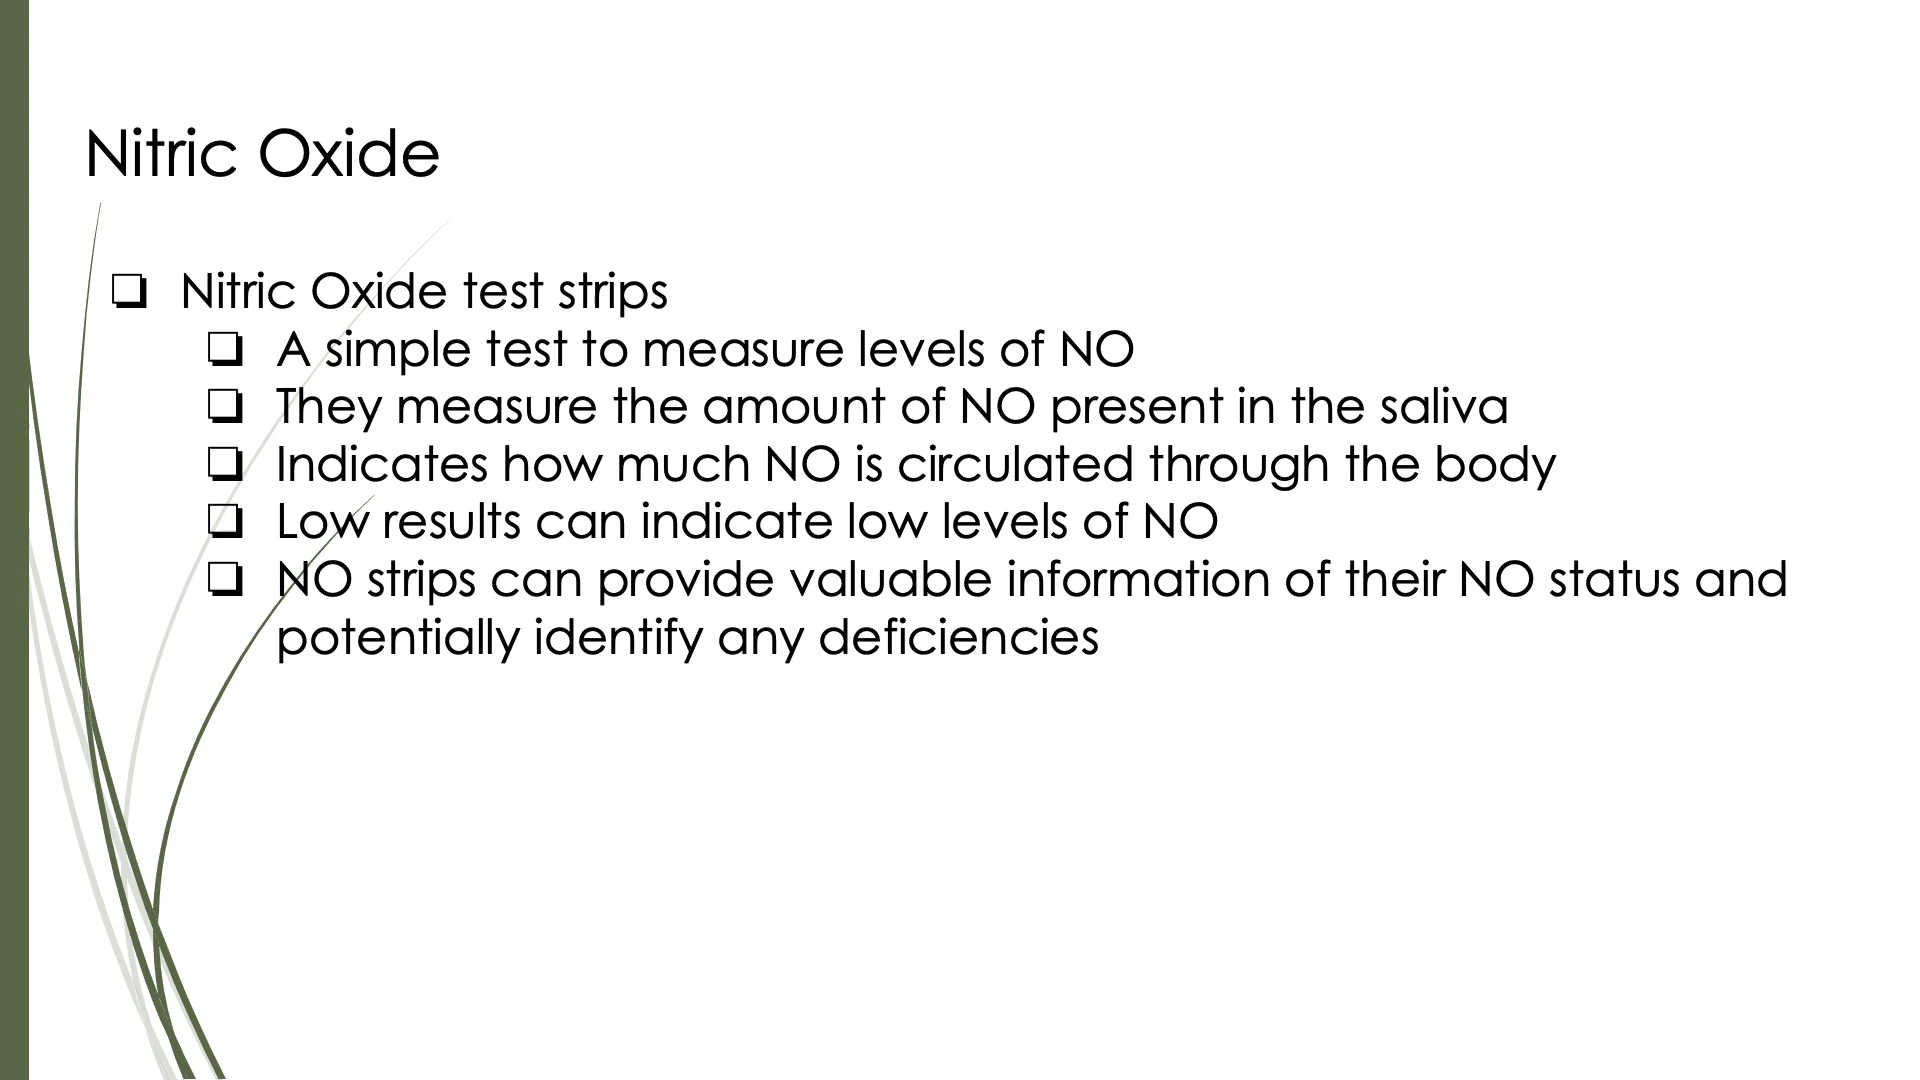 Nitric Oxide
❏ Nitric Oxide test strips
❏ A simple test to measure levels of NO
❏ They measure the amount of NO present in the saliva
❏ Indicates how much NO is circulated through the body
❏ Low results can indicate low levels of NO
❏ NO strips can provide valuable information of their NO status and
potentially identify any deficiencies